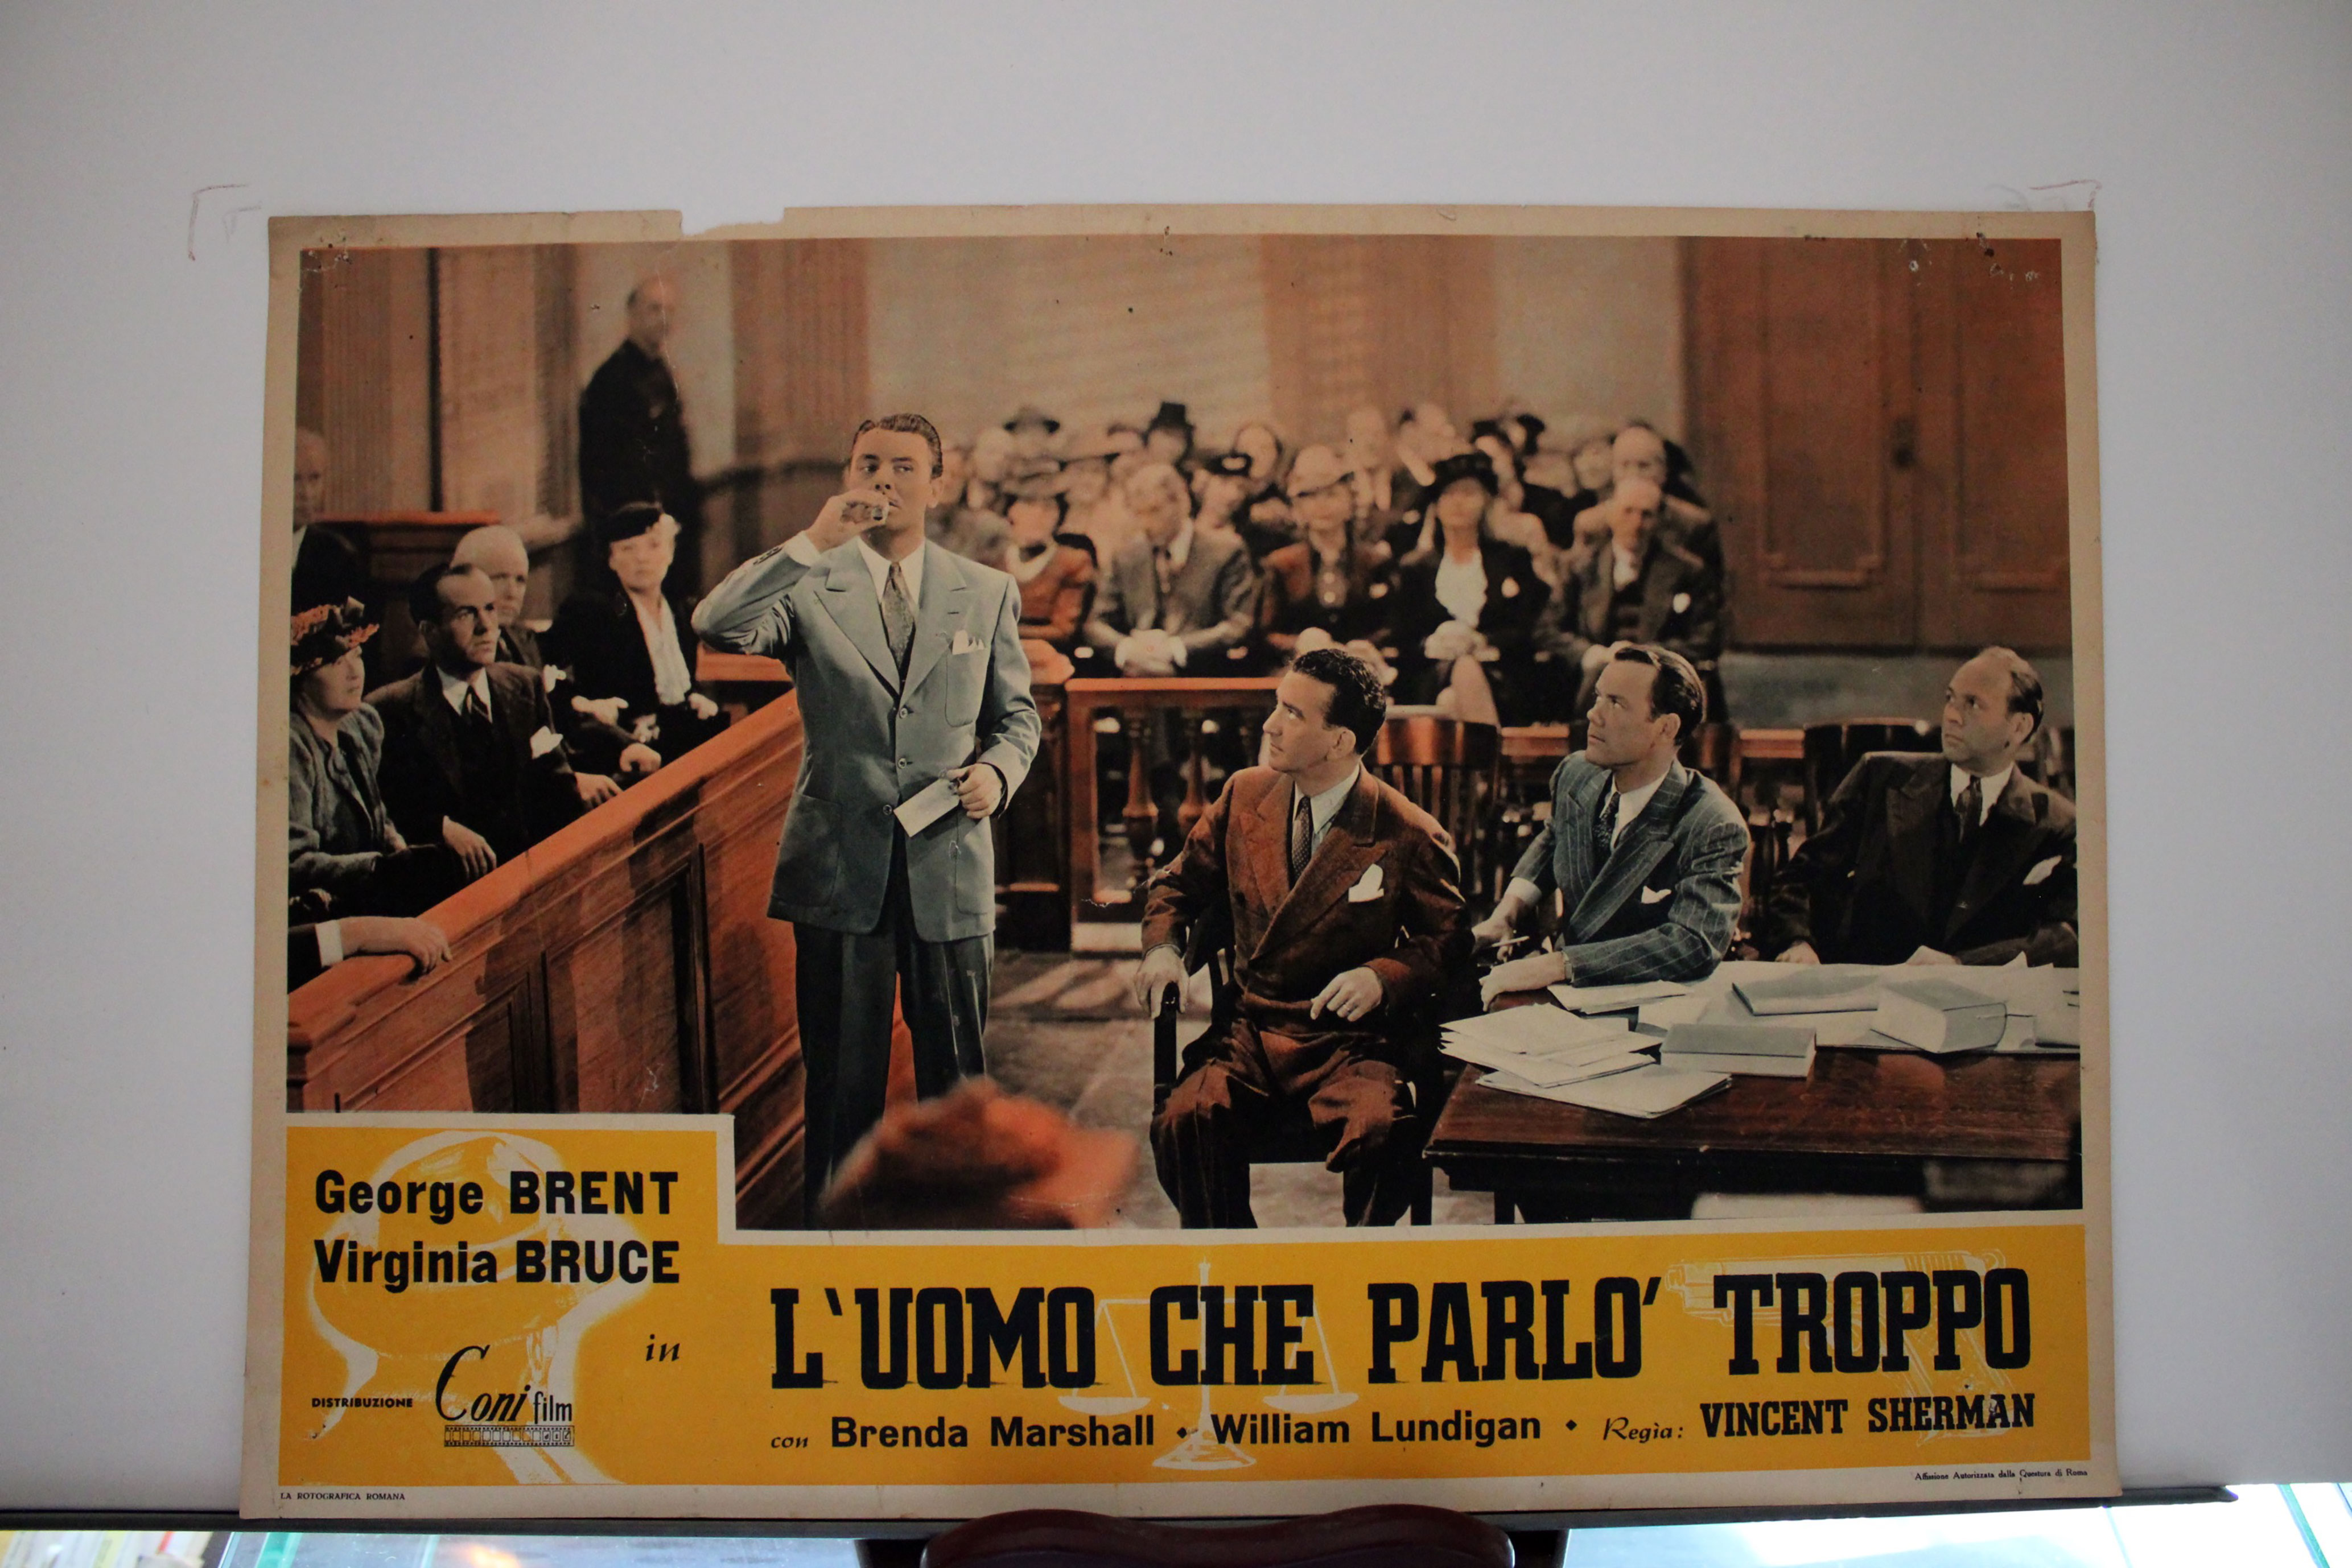 George BRENT
Virginia BRUCE
in
DISTRIBUZIONE Coni film
L'UOMO CHE PARLO' TROPPO
con Brenda Marshall • William Lundigan • Regìa: VINCENT SHERMAN
LA ROTOGRAFICA ROMANA
Affissione Autorizzata dalla Questura di Roma